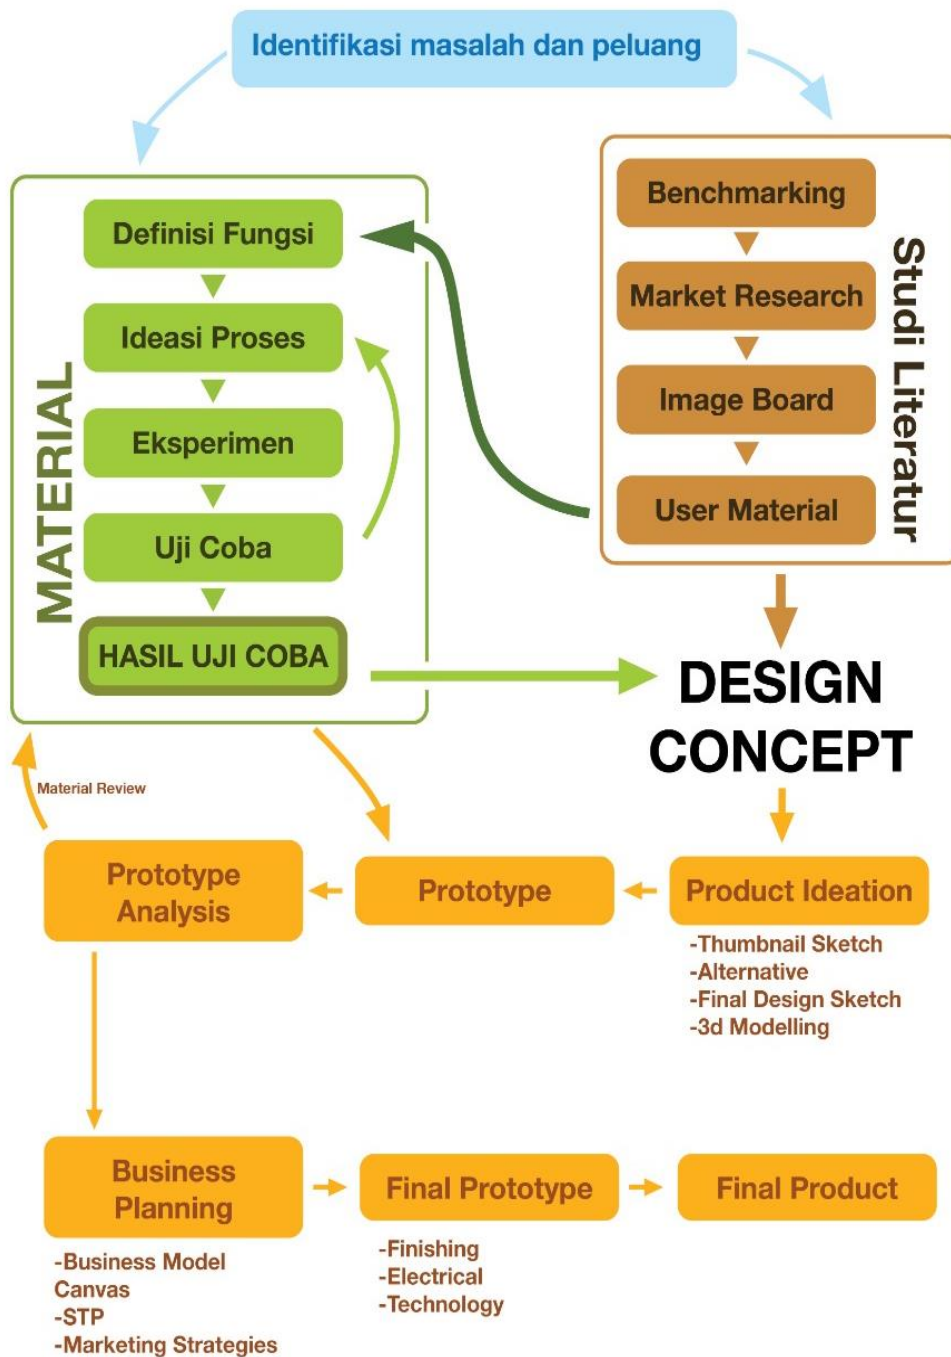 Identifikasi masalah dan peluang
MATERIAL
Definisi Fungsi
Ideasi Proses
Eksperimen
Uji Coba
HASIL UJI COBA
Studi Literatur
Benchmarking
Market Research
Image Board
User Material
DESIGN
CONCEPT
Material Review
Prototype
Analysis
Prototype
Product Ideation
-Thumbnail Sketch
-Alternative
-Final Design Sketch
-3d Modelling
Business
Planning
-Business Model
Canvas
-STP
-Marketing Strategies
Final Prototype
-Finishing
-Electrical
-Technology
Final Product